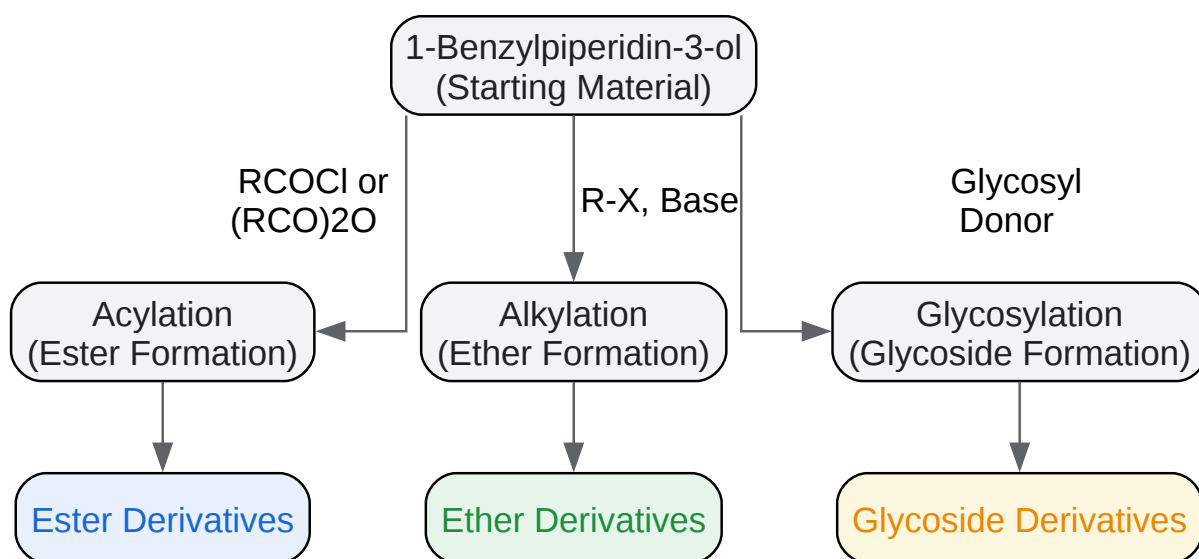 1-Benzylpiperidin-3-ol
(Starting Material)
RCOCl or
(RCO)2O
R-X, Base
Glycosyl
Donor
Acylation
(Ester Formation)
Alkylation
(Ether Formation)
Glycosylation
(Glycoside Formation)
Ester Derivatives
Ether Derivatives
Glycoside Derivatives